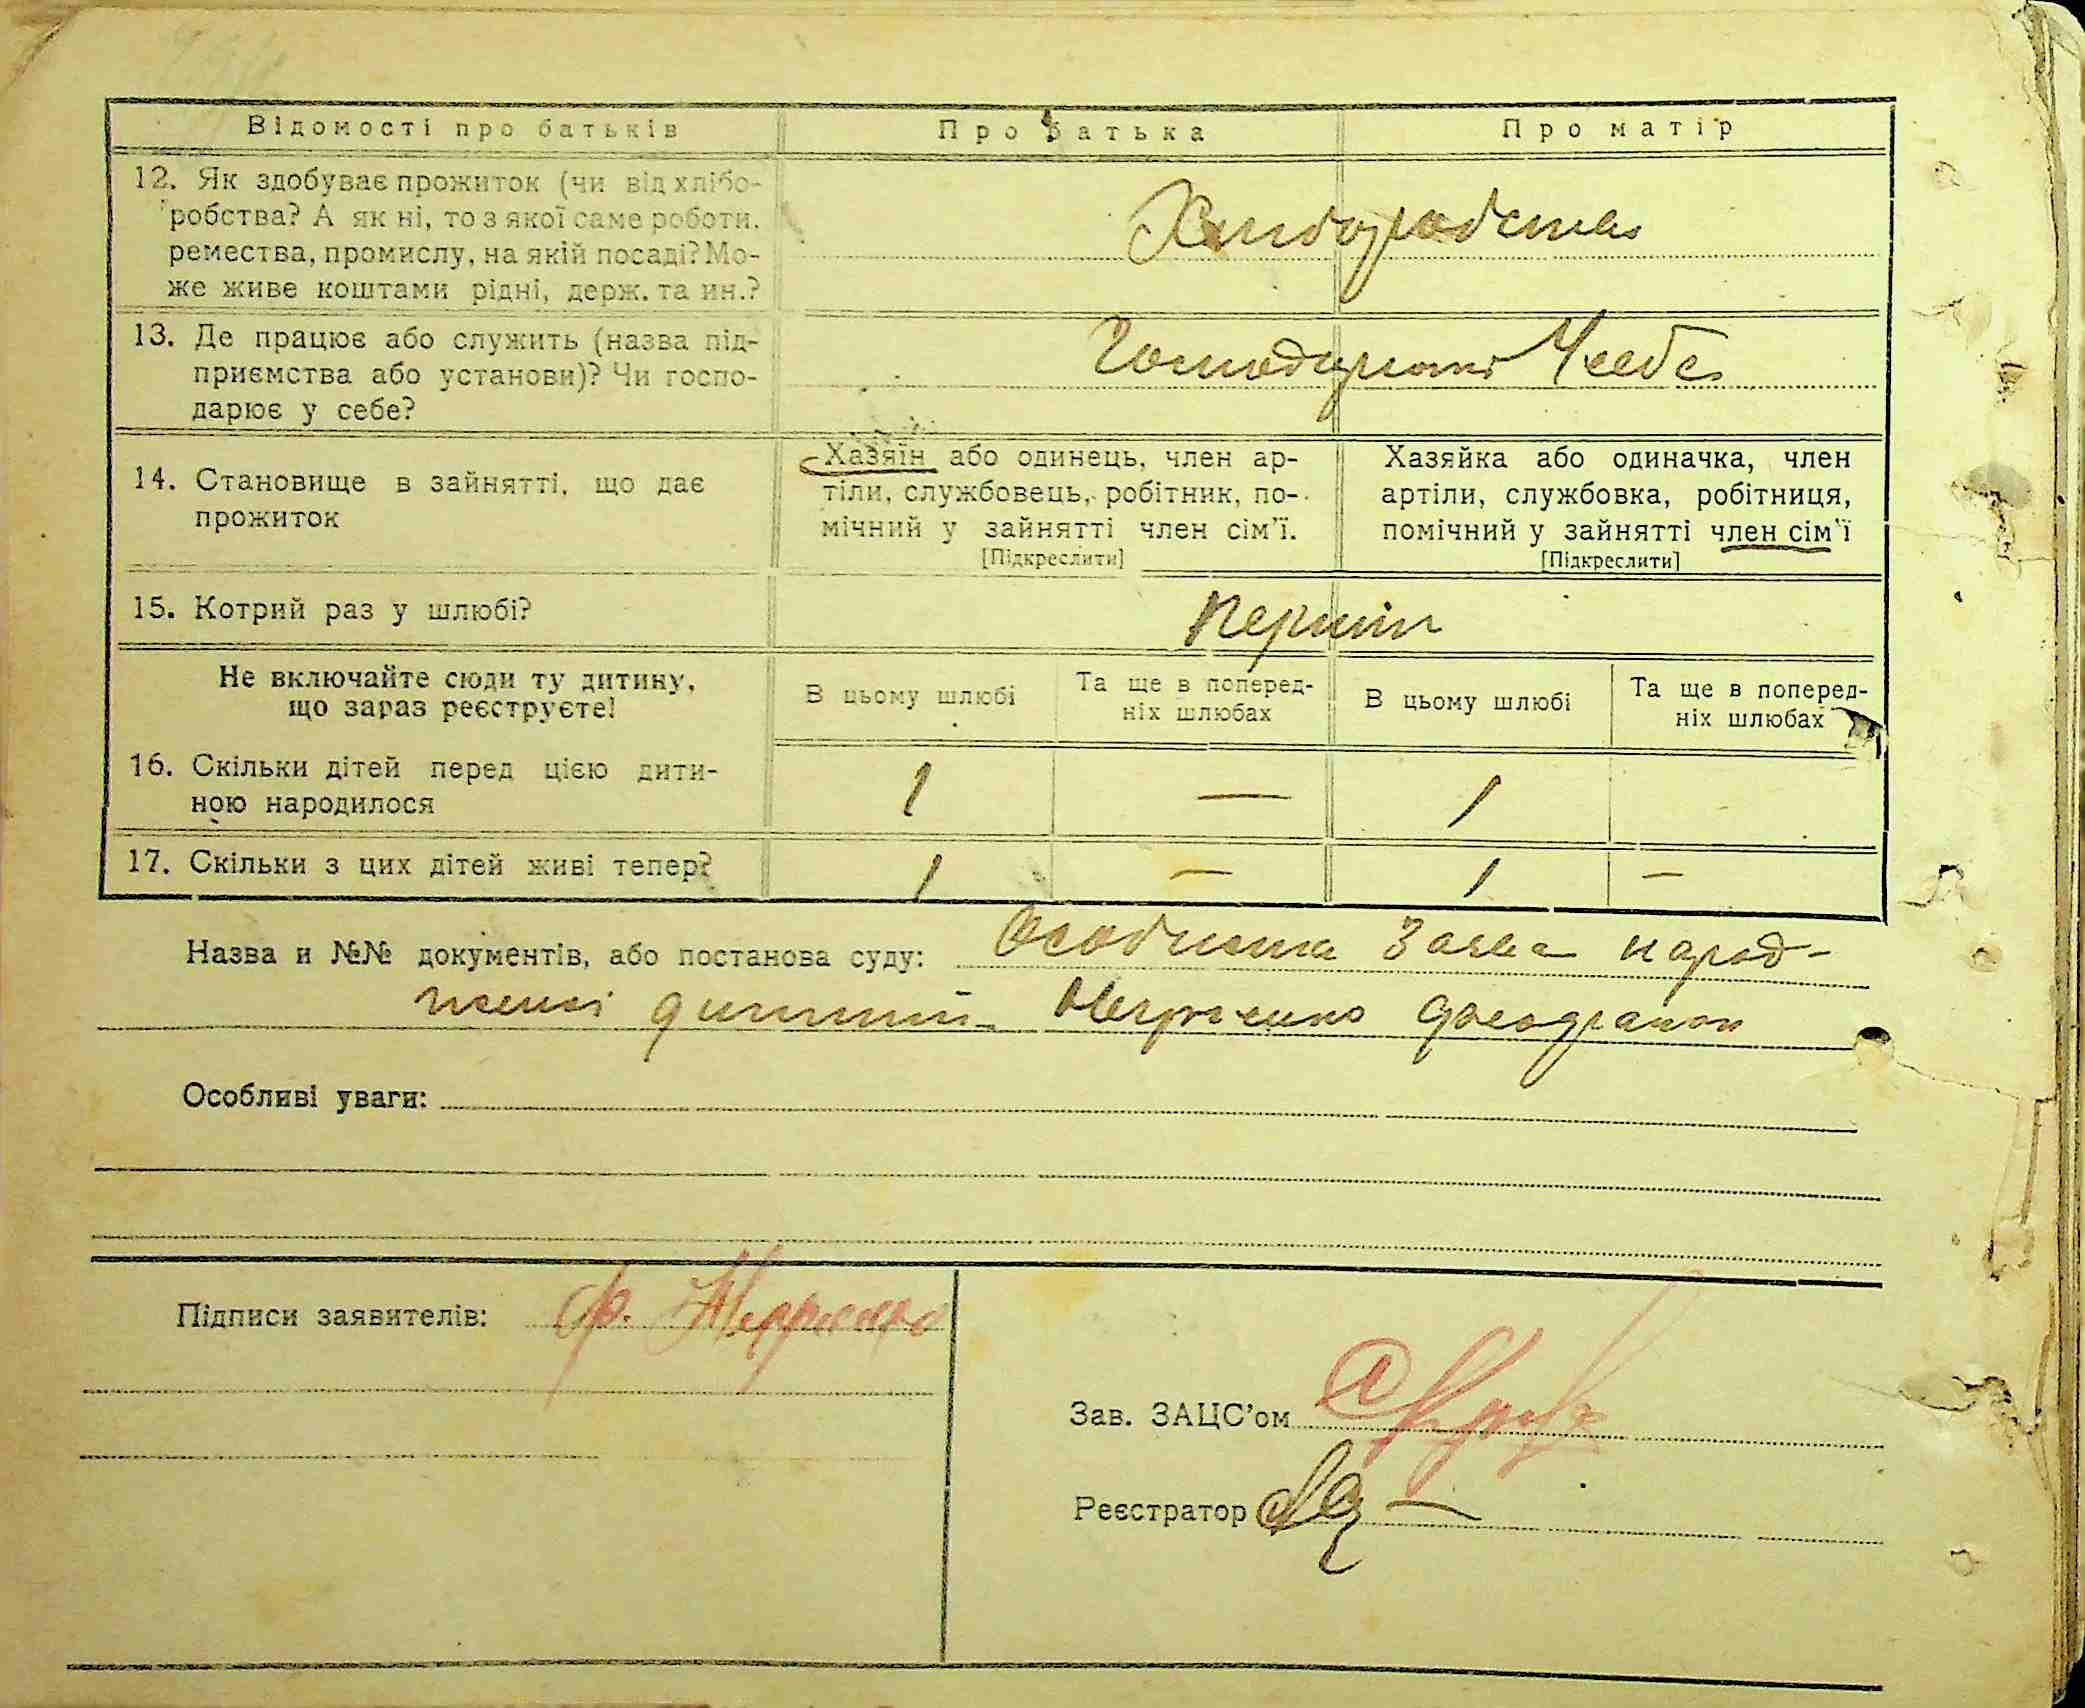 Відомості про батьків
Про батька
Про матір
12. Як здобуває прожиток (чи від хлібо-
робства? А як ні, то з якої саме роботи.
ремества, промислу, на якій посаді? Мо-
же живе коштами рідні, держ. та ин.?
Хліборобства
13. Де працює або служить (назва під-
приємства або установи)? Чи госпо-
дарює у себе?
Господарстві У себе
14. Становище в зайнятті, що дає
прожиток
Хазяїн або одинець, член ар-
тіли, службовець, робітник, по-
мічний у зайнятті член сім'ї.
[Підкреслити]
Хазяйка або одиначка, член
артіли, службовка, робітниця,
помічний у зайнятті член сім'ї
[Підкреслити]
15. Котрий раз у шлюбі?
Перший
Не включайте сюди ту дитину,
що зараз реєструєте!
В цьому шлюбі
Та ще в поперед-
ніх шлюбах
В цьому шлюбі
Та ще в поперед-
ніх шлюбах
16. Скільки дітей перед цією дити-
ною народилося
1 — 1
17. Скільки з цих дітей живі тепер?
1 — 1 —
Назва и №№ документів, або постанова суду: Особиста Заява народ-
женні
Особливі уваги:
Підписи заявителів: Ф.
Зав. ЗАЦС'ом
Реєстратор